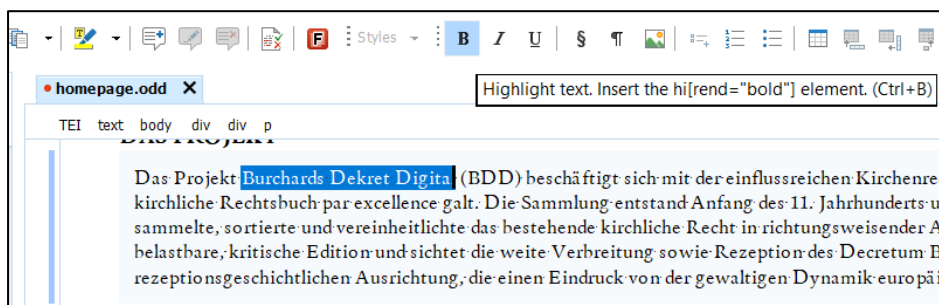 Styles
B I U § ¶
homepage.odd X
Highlight text. Insert the hi[rend="bold"] element. (Ctrl+B)
TEI text body div div p
DAS PROJEKT
Das Projekt Burchards Dekret Digital (BDD) beschäftigt sich mit der einflussreichen Kirchenre
kirchliche Rechtsbuch par excellence galt. Die Sammlung entstand Anfang des 11. Jahrhunderts u
sammelte, sortierte und vereinheitlichte das bestehende kirchliche Recht in richtungsweisender A
belastbare, kritische Edition und sichtet die weite Verbreitung sowie Rezeption des Decretum B
rezeptionsgeschichtlichen Ausrichtung, die einen Eindruck von der gewaltigen Dynamik europäi